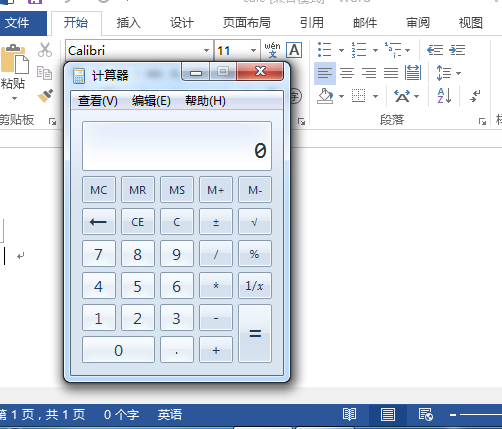 文件 开始 插入 设计 页面布局 引用 邮件 审阅 视图
Calibri 11 wén A
粘贴
剪贴板 段落
计算器
查看(V) 编辑(E) 帮助(H)
0
MC MR MS M+ M-
← CE C ± √
7 8 9 / %
4 5 6 * 1/x
1 2 3 - =
0 . +
第 1 页，共 1 页 0 个字 英语